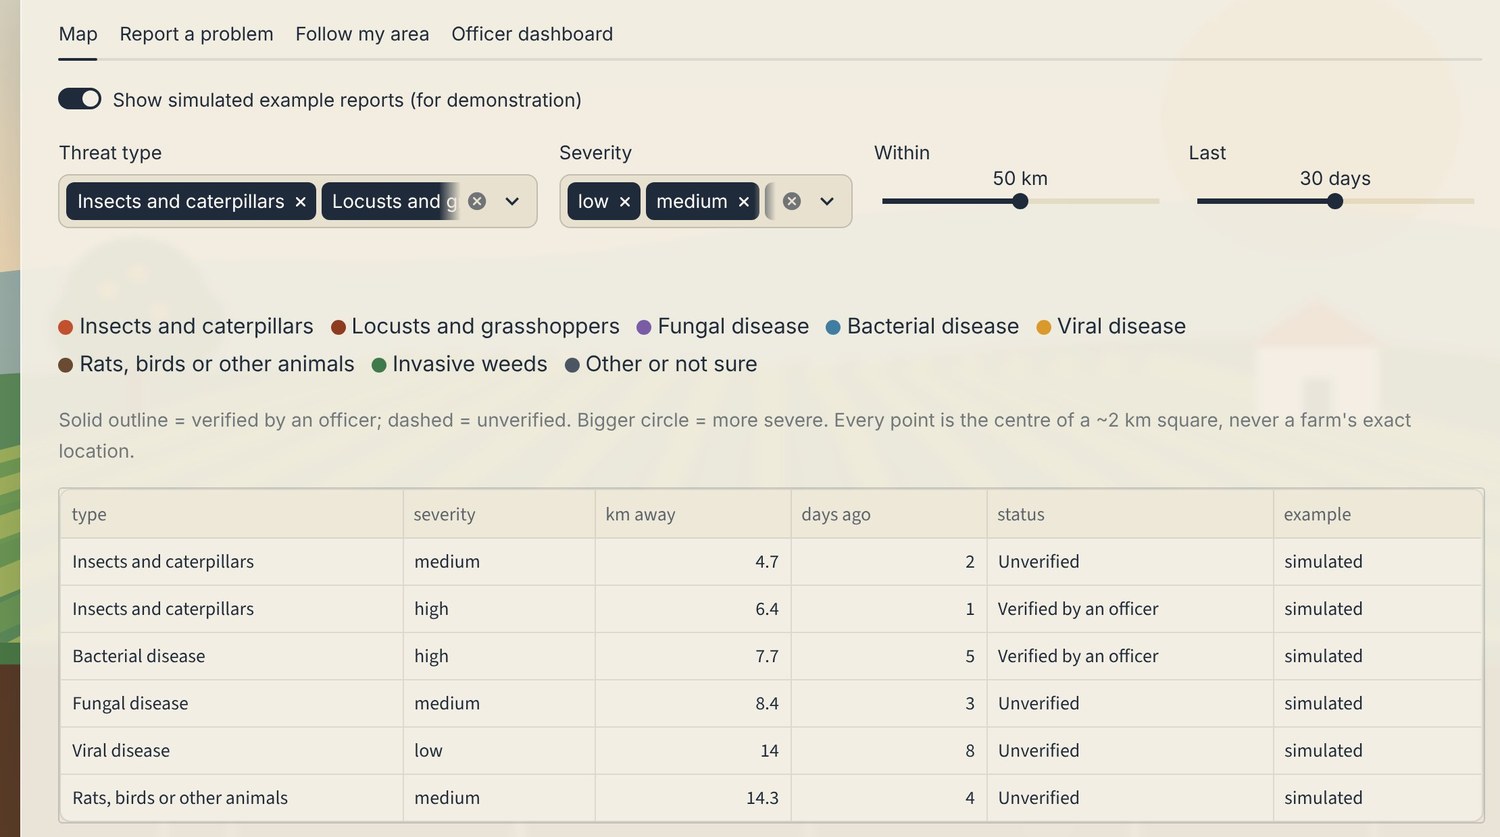 Map Report a problem Follow my area Officer dashboard
Show simulated example reports (for demonstration)
Threat type Severity Within Last
50 km 30 days
Insects and caterpillars × Locusts and g low × medium ×
Insects and caterpillars Locusts and grasshoppers Fungal disease Bacterial disease Viral disease
Rats, birds or other animals Invasive weeds Other or not sure
Solid outline = verified by an officer; dashed = unverified. Bigger circle = more severe. Every point is the centre of a ~2 km square, never a farm's exact
location.
type severity km away days ago status example
Insects and caterpillars medium 4.7 2 Unverified simulated
Insects and caterpillars high 6.4 1 Verified by an officer simulated
Bacterial disease high 7.7 5 Verified by an officer simulated
Fungal disease medium 8.4 3 Unverified simulated
Viral disease low 14 8 Unverified simulated
Rats, birds or other animals medium 14.3 4 Unverified simulated